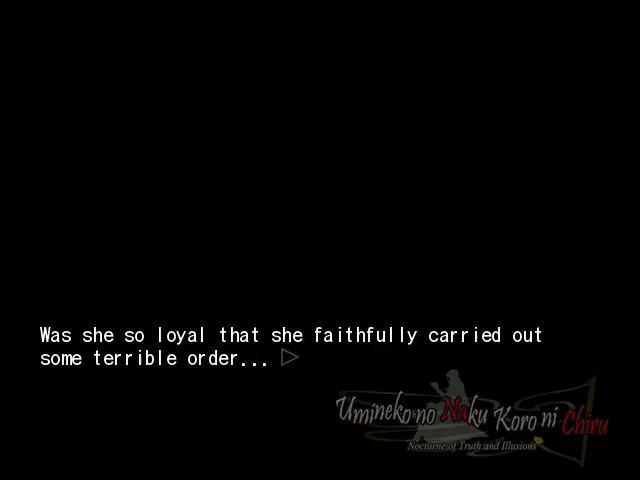 Was she so loyal that she faithfully carried out
some terrible order...
Umineko no Naku Koro ni Chiru
Nocturne of Truth and Illusions